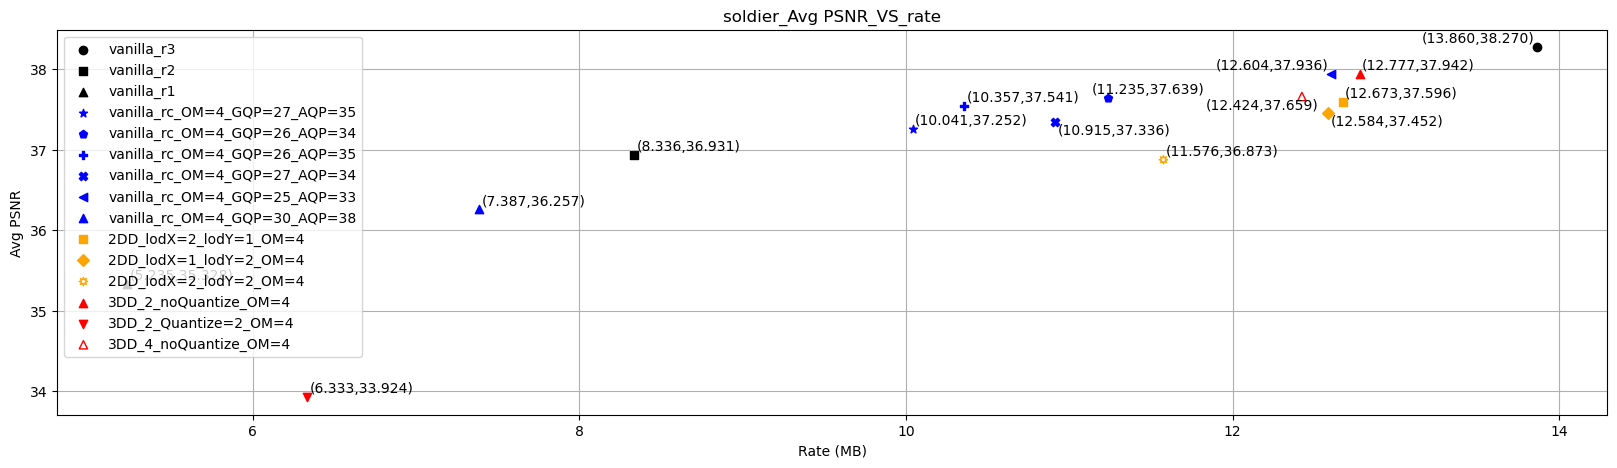 soldier_Avg PSNR_VS_rate
Avg PSNR
38
37
36
35
34
vanilla_r3
vanilla_r2
vanilla_r1
vanilla_rc_OM=4_GQP=27_AQP=35
vanilla_rc_OM=4_GQP=26_AQP=34
vanilla_rc_OM=4_GQP=26_AQP=35
vanilla_rc_OM=4_GQP=27_AQP=34
vanilla_rc_OM=4_GQP=25_AQP=33
vanilla_rc_OM=4_GQP=30_AQP=38
2DD_lodX=2_lodY=1_OM=4
2DD_lodX=1_lodY=2_OM=4
2DD_lodX=2_lodY=2_OM=4
3DD_2_noQuantize_OM=4
3DD_2_Quantize=2_OM=4
3DD_4_noQuantize_OM=4
(13.860,38.270)
(12.604,37.936)
(12.777,37.942)
(11.235,37.639)
(12.673,37.596)
(10.357,37.541)
(12.424,37.659)
(10.041,37.252)
(12.584,37.452)
(10.915,37.336)
(8.336,36.931)
(11.576,36.873)
(7.387,36.257)
(6.333,33.924)
6
8
10
12
14
Rate (MB)